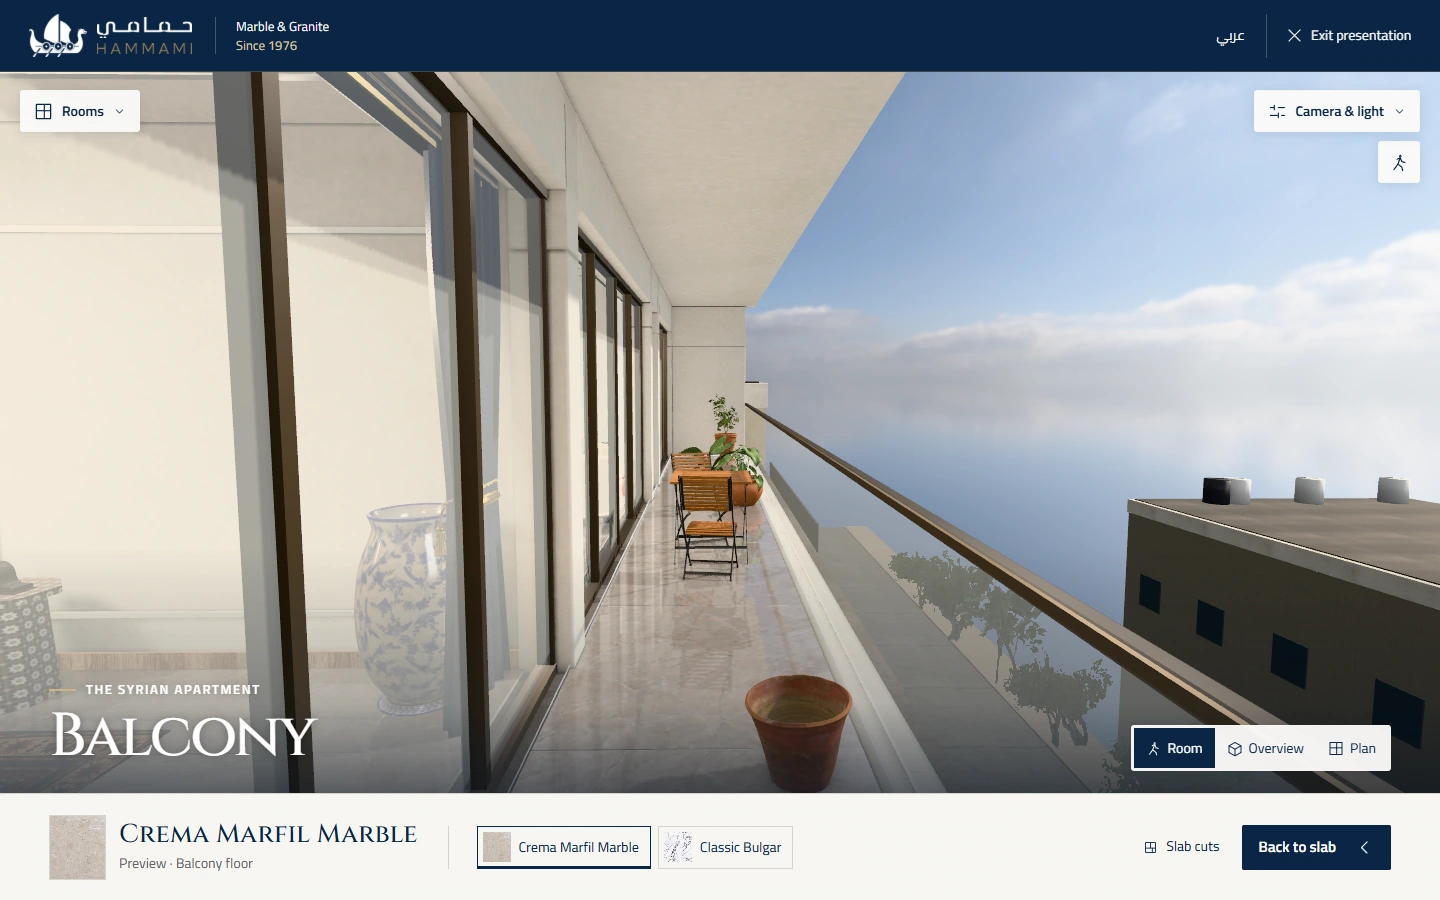 حمامي
HAMMAMI
Marble & Granite
Since 1976
عربي
Exit presentation
Rooms
Camera & light
THE SYRIAN APARTMENT
BALCONY
Room
Overview
Plan
CREMA MARFIL MARBLE
Preview · Balcony floor
Crema Marfil Marble
Classic Bulgar
Slab cuts
Back to slab